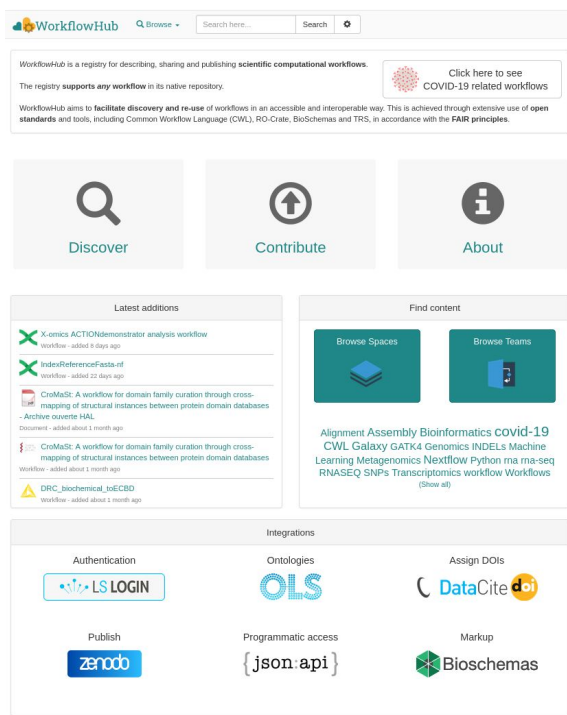 WorkflowHub
Browse
Search here...
Search
WorkflowHub is a registry for describing, sharing and publishing scientific computational workflows.
The registry supports any workflow in its native repository.
Click here to see
COVID-19 related workflows
WorkflowHub aims to facilitate discovery and re-use of workflows in an accessible and interoperable way. This is achieved through extensive use of open
standards and tools, including Common Workflow Language (CWL), RO-Crate, BioSchemas and TRS, in accordance with the FAIR principles.
Discover
Contribute
About
Latest additions
X-omics ACTIONdemonstrator analysis workflow
Workflow - added 8 days ago
IndexReferenceFasta-nf
Workflow - added 22 days ago
CroMaSt: A workflow for domain family curation through cross-
mapping of structural instances between protein domain databases
- Archive ouverte HAL
Document - added about 1 month ago
CroMaSt: A workflow for domain family curation through cross-
mapping of structural instances between protein domain databases
Workflow - added about 1 month ago
DRC_biochemical_toECBD
Workflow - added about 1 month ago
Find content
Browse Spaces
Browse Teams
Alignment Assembly Bioinformatics covid-19
CWL Galaxy GATK4 Genomics INDELs Machine
Learning Metagenomics Nextflow Python rna rna-seq
RNASEQ SNPs Transcriptomics workflow Workflows
(Show all)
Integrations
Authentication
Ontologies
Assign DOIs
LS LOGIN
OLS
DataCite doi
Publish
Programmatic access
Markup
zenodo
{json:api}
Bioschemas